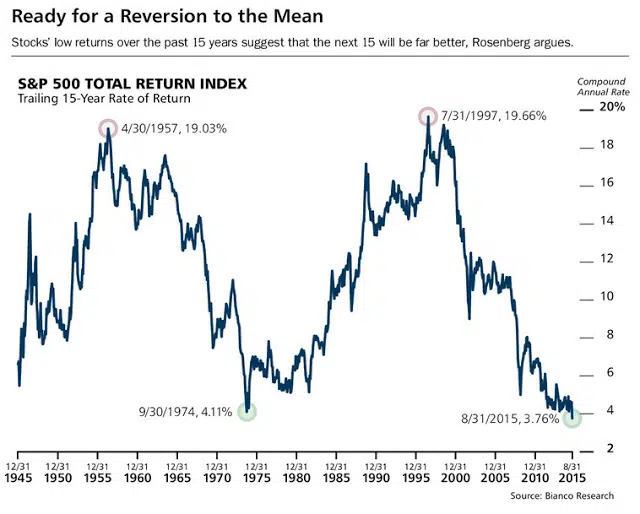 Ready for a Reversion to the Mean
Stocks' low returns over the past 15 years suggest that the next 15 will be far better, Rosenberg argues.
S&P 500 TOTAL RETURN INDEX
Trailing 15-Year Rate of Return
Compound
Annual Rate
20%
7/31/1997, 19.66%
4/30/1957, 19.03%
18
16
14
12
10
8
6
9/30/1974, 4.11%
4
8/31/2015, 3.76%
2
12/31 12/31 12/31 12/31 12/31 12/31 12/31 12/31 12/31 12/31 12/31 12/31 12/31 12/31 8/31
1945 1950 1955 1960 1965 1970 1975 1980 1985 1990 1995 2000 2005 2010 2015
Source: Bianco Research